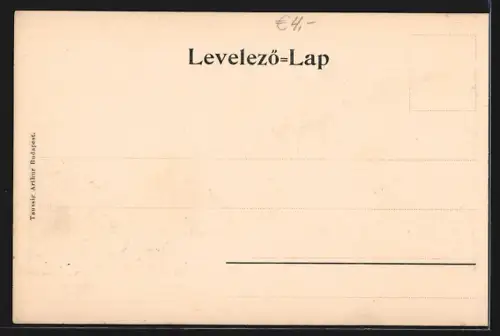 €4,-
Levelező=Lap
Taussig Arthur Budapest.